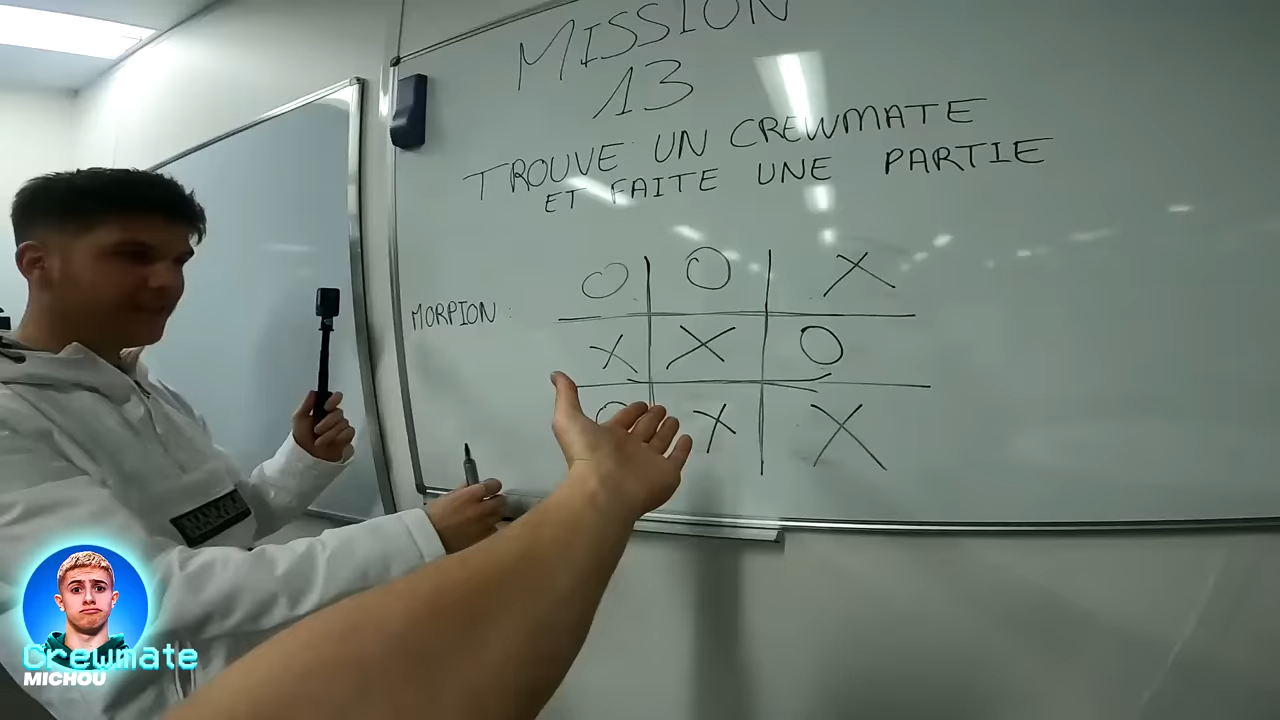 MISSION
13
TROUVE UN CREWMATE
ET FAITE UNE PARTIE
MORPION :
O O X
X X O
O X X
Crewmate
MICHOU